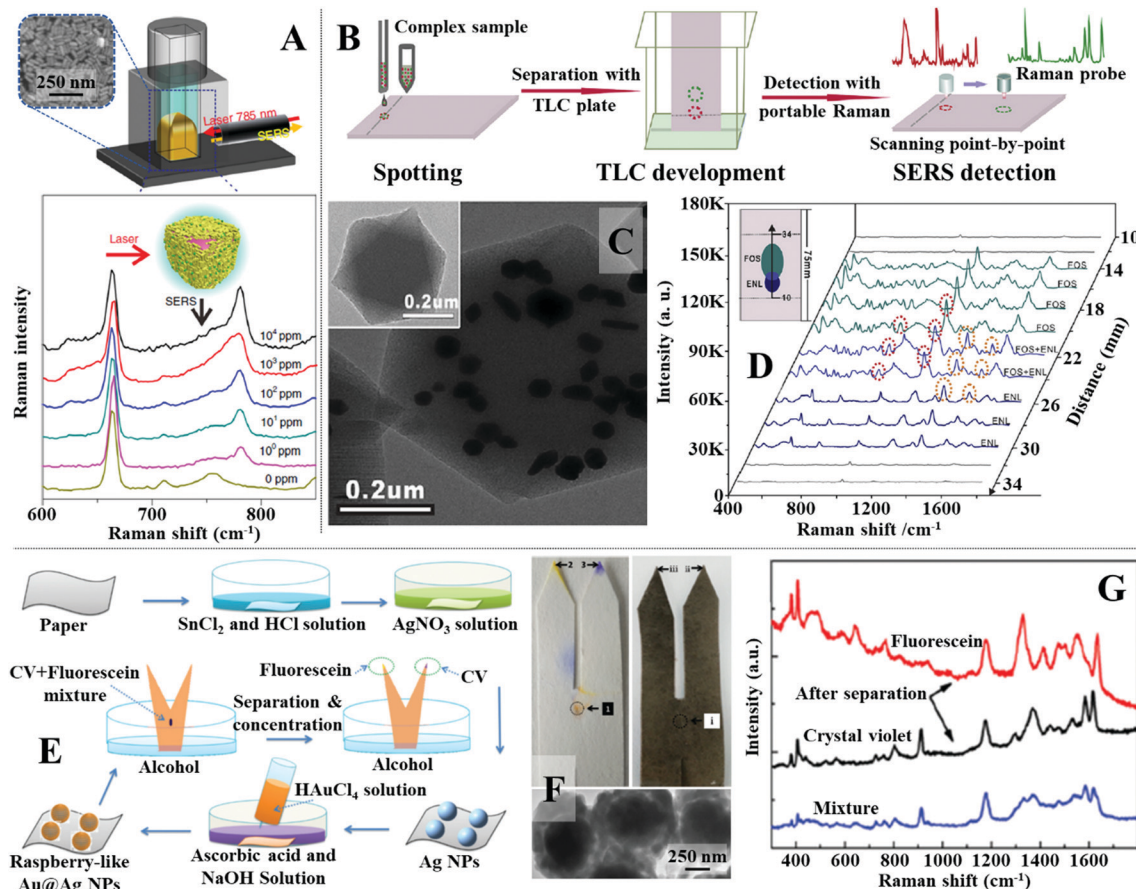 A
250 nm
Laser 785 nm
SERS
Laser
SERS
10⁴ ppm
10³ ppm
10² ppm
10¹ ppm
10⁰ ppm
0 ppm
Raman intensity
600
700
800
Raman shift (cm⁻¹)
B
Complex sample
Separation with
TLC plate
Detection with
portable Raman
Raman probe
Scanning point-by-point
Spotting
TLC development
SERS detection
C
0.2um
0.2um
D
180K
150K
120K
90K
60K
30K
0
Intensity (a. u.)
34
FOS
ENL
10
75mm
FOS
FOS
FOS
FOS
FOS+ENL
FOS+ENL
ENL
ENL
ENL
10
14
18
22
26
30
34
Distance (mm)
400
800
1200
1600
Raman shift /cm⁻¹
E
Paper
SnCl₂ and HCl solution
AgNO₃ solution
CV+Fluorescein
mixture
Fluorescein
CV
Separation &
concentration
Alcohol
Alcohol
HAuCl₄ solution
Raspberry-like
Au@Ag NPs
Ascorbic acid and
NaOH Solution
Ag NPs
F
2
3
1
iii
ii
i
250 nm
G
Fluorescein
After separation
Crystal violet
Mixture
Intensity (a.u.)
400
600
800
1000
1200
1400
1600
Raman shift (cm⁻¹)